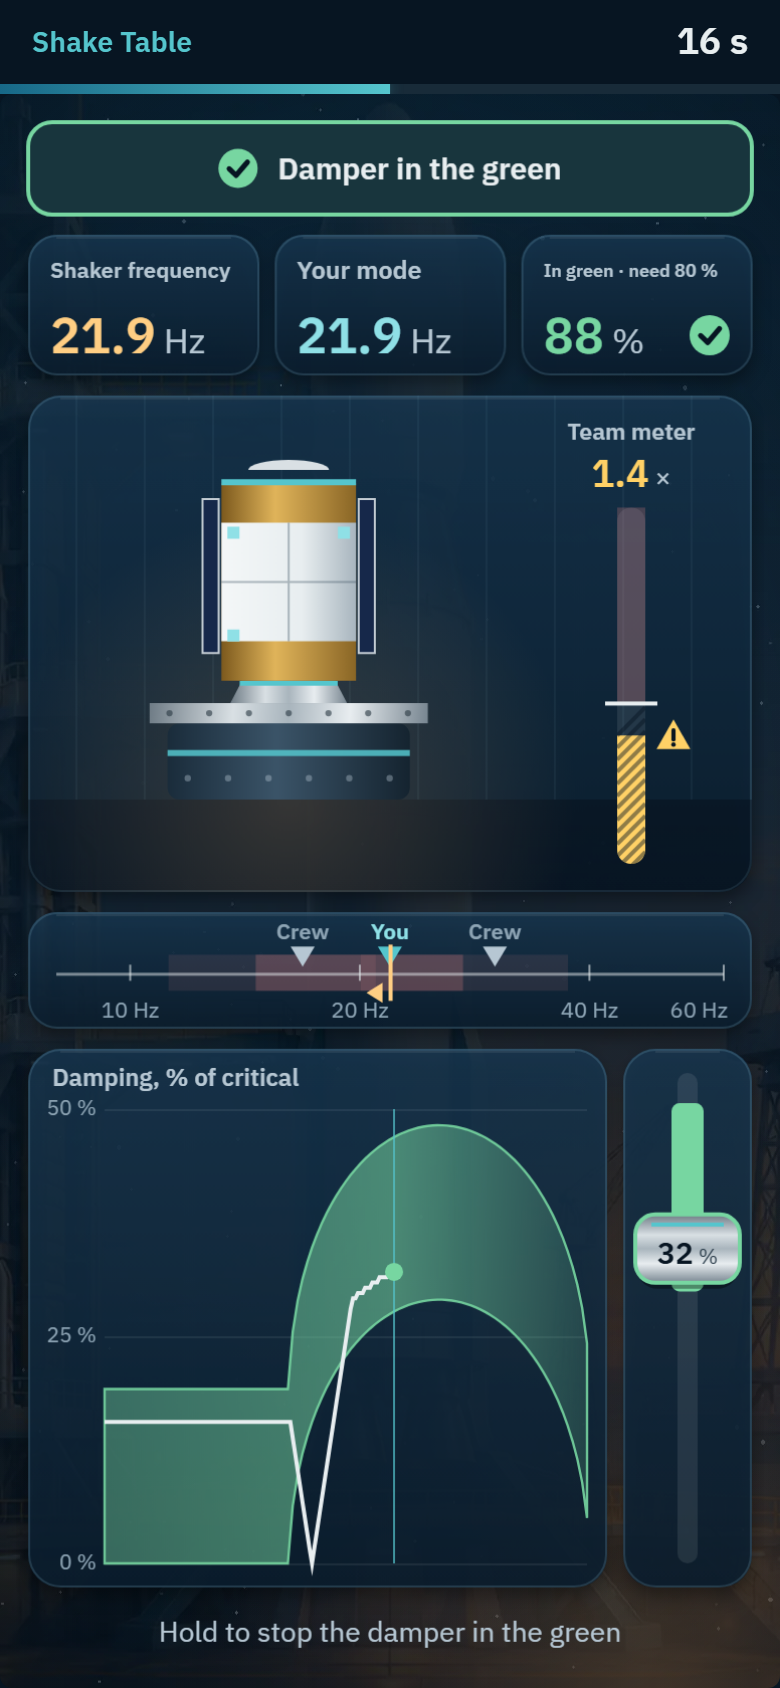 Shake Table
16 s
Damper in the green
Shaker frequency
21.9 Hz
Your mode
21.9 Hz
In green · need 80 %
88 %
Team meter
1.4 ×
Crew
You
Crew
10 Hz
20 Hz
40 Hz
60 Hz
Damping, % of critical
50 %
25 %
0 %
32 %
Hold to stop the damper in the green